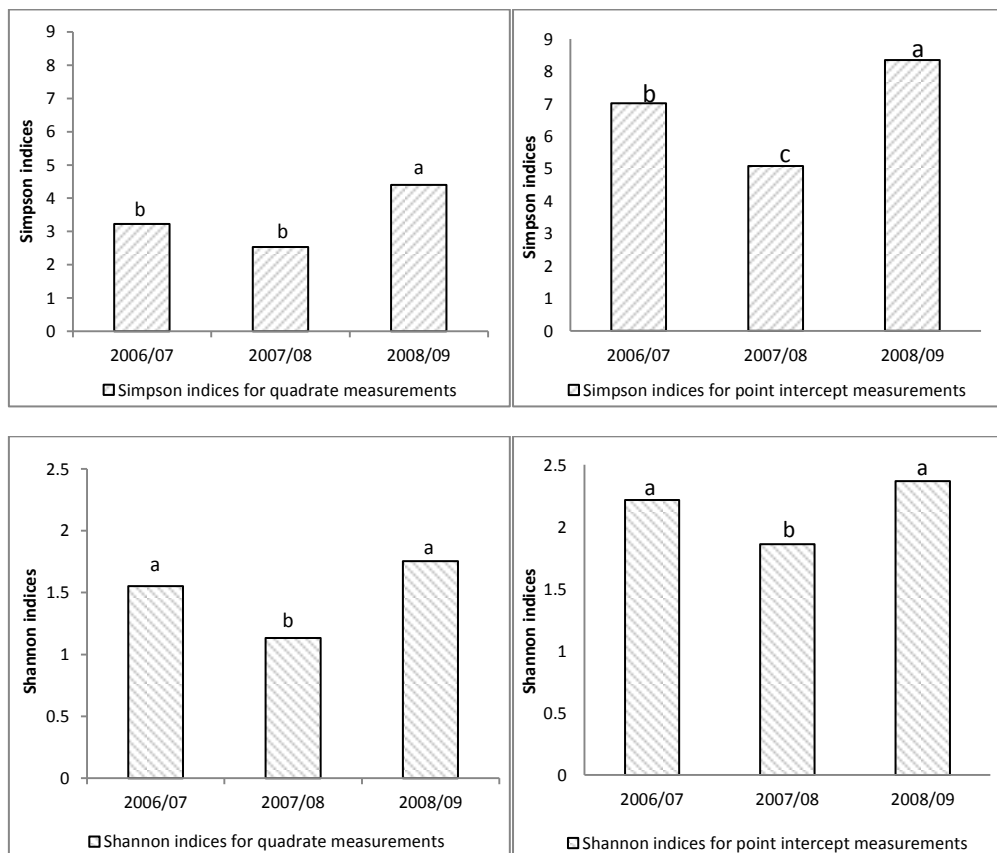 9
8
7
6
5
4
3
2
1
0
Simpson indices
b
b
a
2006/07 2007/08 2008/09
Simpson indices for quadrate measurements
9
8
7
6
5
4
3
2
1
0
Simpson indices
b
c
a
2006/07 2007/08 2008/09
Simpson indices for point intercept measurements
2.5
2
1.5
1
0.5
0
Shannon indices
a
b
a
2006/07 2007/08 2008/09
Shannon indices for quadrate measurements
2.5
2
1.5
1
0.5
0
Shannon indices
a
b
a
2006/07 2007/08 2008/09
Shannon indices for point intercept measurements